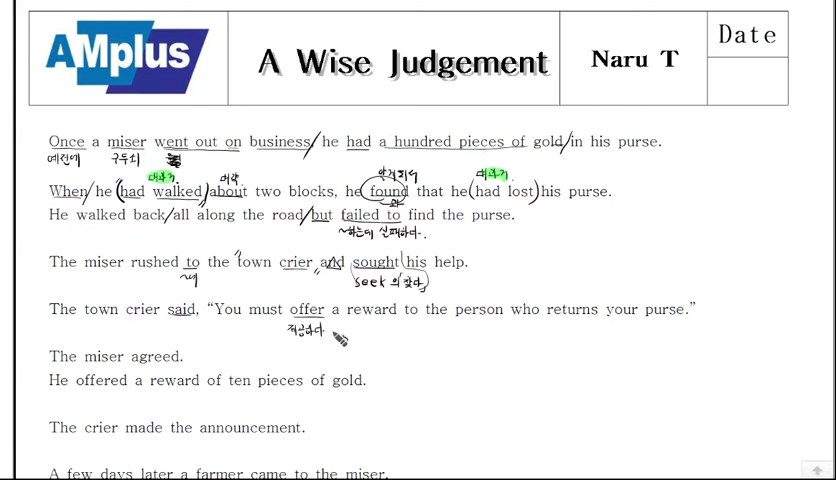 AMplus
A Wise Judgement
Naru T
Date
Once a miser went out on business, he had a hundred pieces of gold in his purse.
예전에 구두쇠
대과거 대략 과거형 대과거
When he had walked about two blocks, he found that he had lost his purse.
He walked back all along the road but failed to find the purse.
~하는데 실패하다.
The miser rushed to the town crier and sought his help.
~에 seek의 찾다
The town crier said, “You must offer a reward to the person who returns your purse.”
제공하다
The miser agreed.
He offered a reward of ten pieces of gold.
The crier made the announcement.
A few days later a farmer came to the miser.